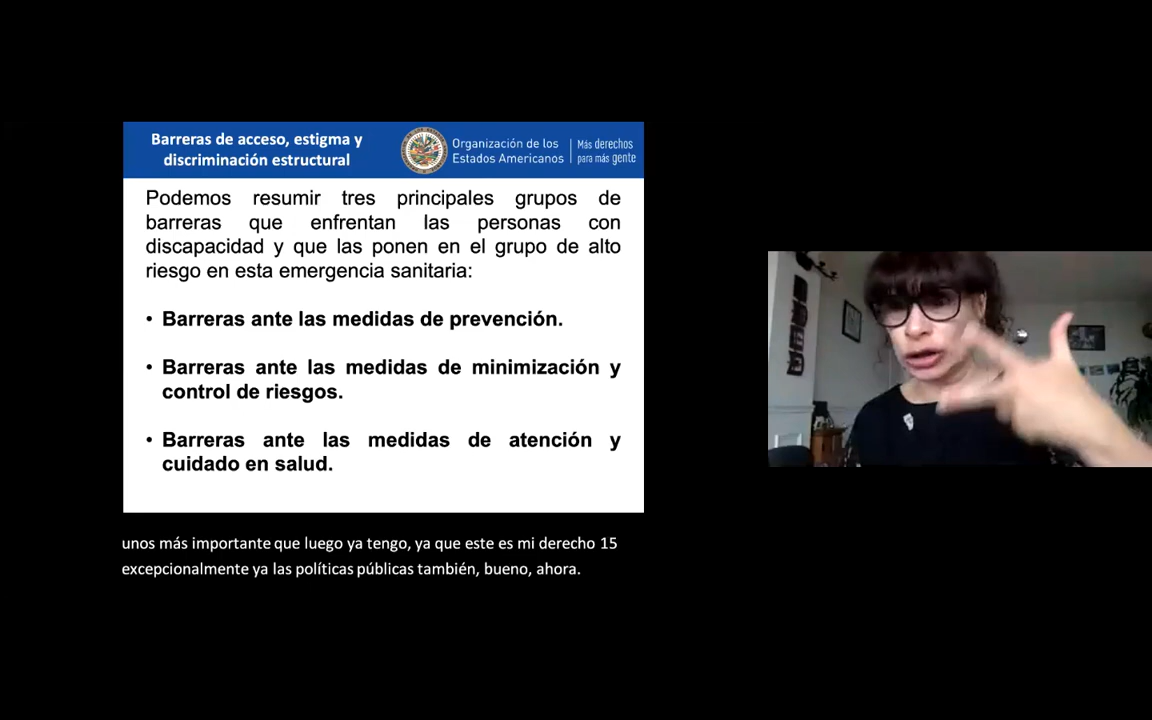 Barreras de acceso, estigma y
discriminación estructural
Organización de los
Estados Americanos
Más derechos
para más gente
Podemos resumir tres principales grupos de
barreras que enfrentan las personas con
discapacidad y que las ponen en el grupo de alto
riesgo en esta emergencia sanitaria:
• Barreras ante las medidas de prevención.
• Barreras ante las medidas de minimización y
control de riesgos.
• Barreras ante las medidas de atención y
cuidado en salud.
unos más importante que luego ya tengo, ya que este es mi derecho 15
excepcionalmente ya las políticas públicas también, bueno, ahora.